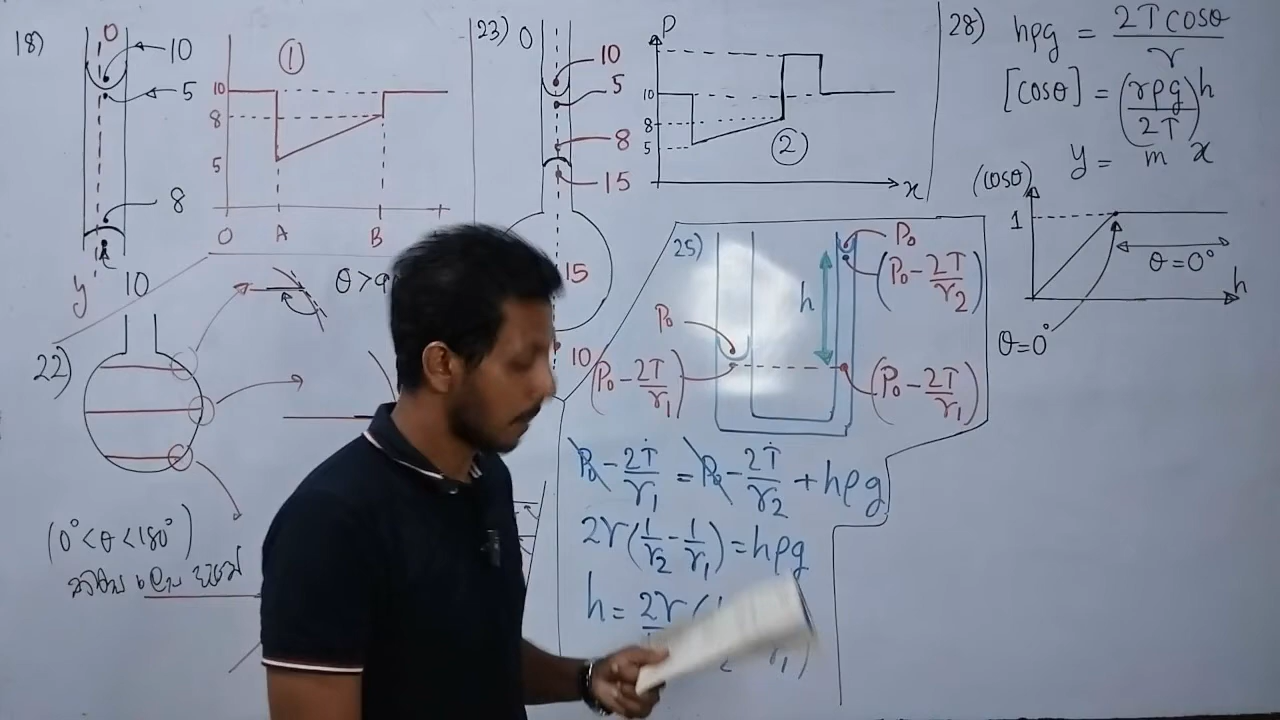 18)
0
10
5
8
y
10
①
10
8
5
O
A
B
22)
θ > 9
(0° < θ < 180°)
23)
0
10
5
8
15
15
10
P
10
8
5
②
x
25)
P₀
(P₀ - 2T/r₂)
h
P₀
(P₀ - 2T/r₁)
(P₀ - 2T/r₁)
P₀ - 2T/r₁ = P₀ - 2T/r₂ + hρg
2γ(1/r₂ - 1/r₁) = hρg
h = 2γ
28)
hρg = 2T cosθ/r
[cosθ] = (rρg/2T)h
y = m x
(cosθ)
1
θ = 0°
h
θ = 0°